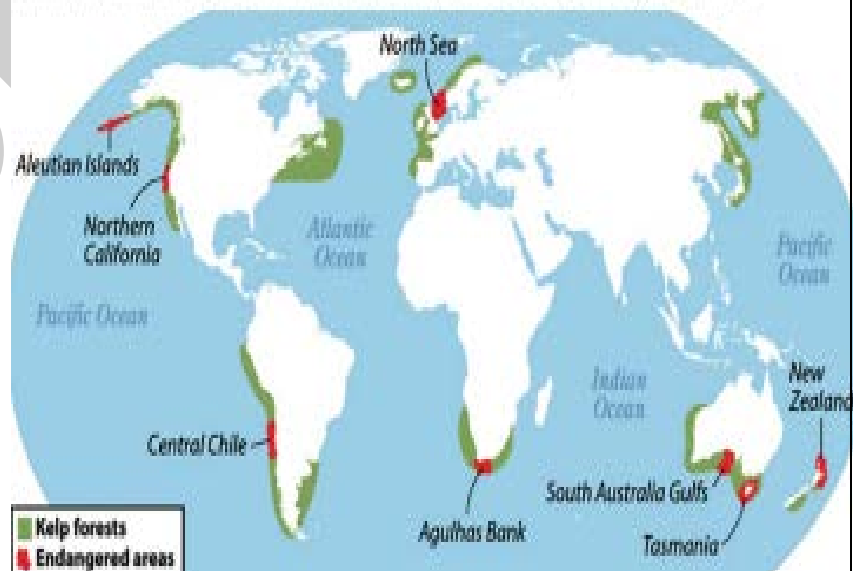 North Sea
Aleutian Islands
Northern
California
Atlantic
Ocean
Pacific
Ocean
Pacific Ocean
Indian
Ocean
New
Zealand
Central Chile
South Australia Gulfs
Agulhas Bank
Tasmania
Kelp forests
Endangered areas